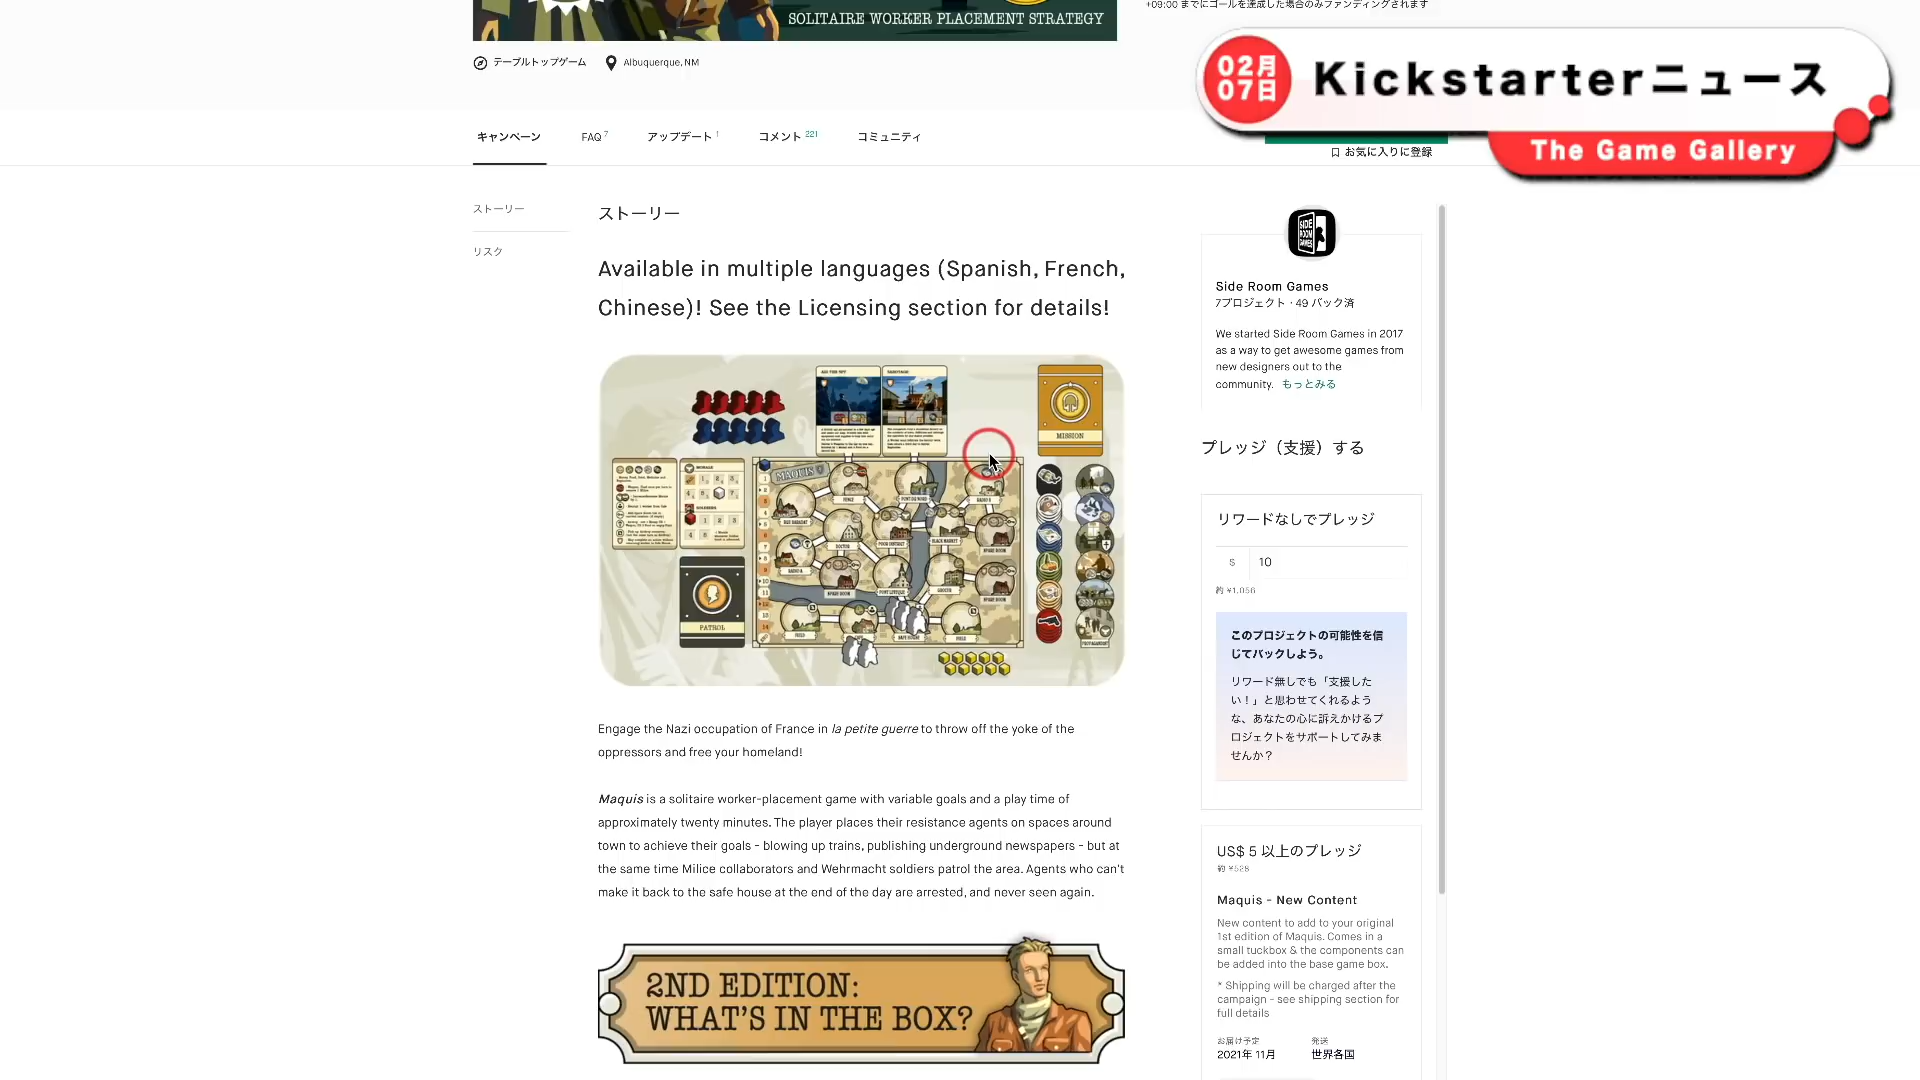 SOLITAIRE WORKER PLACEMENT STRATEGY
+09:00 までにゴールを達成した場合のみファンディングされます
テーブルトップゲーム
Albuquerque, NM
02月
07日
Kickstarterニュース
The Game Gallery
キャンペーン
FAQ 7
アップデート 1
コメント 221
コミュニティ
お気に入りに登録
ストーリー
リスク
ストーリー
Available in multiple languages (Spanish, French,
Chinese)! See the Licensing section for details!
MISSION
MAQUIS
PATROL
Engage the Nazi occupation of France in la petite guerre to throw off the yoke of the
oppressors and free your homeland!
Maquis is a solitaire worker-placement game with variable goals and a play time of
approximately twenty minutes. The player places their resistance agents on spaces around
town to achieve their goals - blowing up trains, publishing underground newspapers - but at
the same time Milice collaborators and Wehrmacht soldiers patrol the area. Agents who can't
make it back to the safe house at the end of the day are arrested, and never seen again.
2ND EDITION:
WHAT'S IN THE BOX?
SIDE
ROOM
GAMES
Side Room Games
7プロジェクト · 49 バック済
We started Side Room Games in 2017
as a way to get awesome games from
new designers out to the
community. もっとみる
プレッジ（支援）する
リワードなしでプレッジ
$ 10
約 ¥1,056
このプロジェクトの可能性を信
じてバックしよう。
リワード無しでも「支援した
い！」と思わせてくれるよう
な、あなたの心に訴えかけるプ
ロジェクトをサポートしてみま
せんか？
US$ 5 以上のプレッジ
約 ¥528
Maquis - New Content
New content to add to your original
1st edition of Maquis. Comes in a
small tuckbox & the components can
be added into the base game box.
* Shipping will be charged after the
campaign - see shipping section for
full details
お届け予定
発送
2021年 11月
世界各国